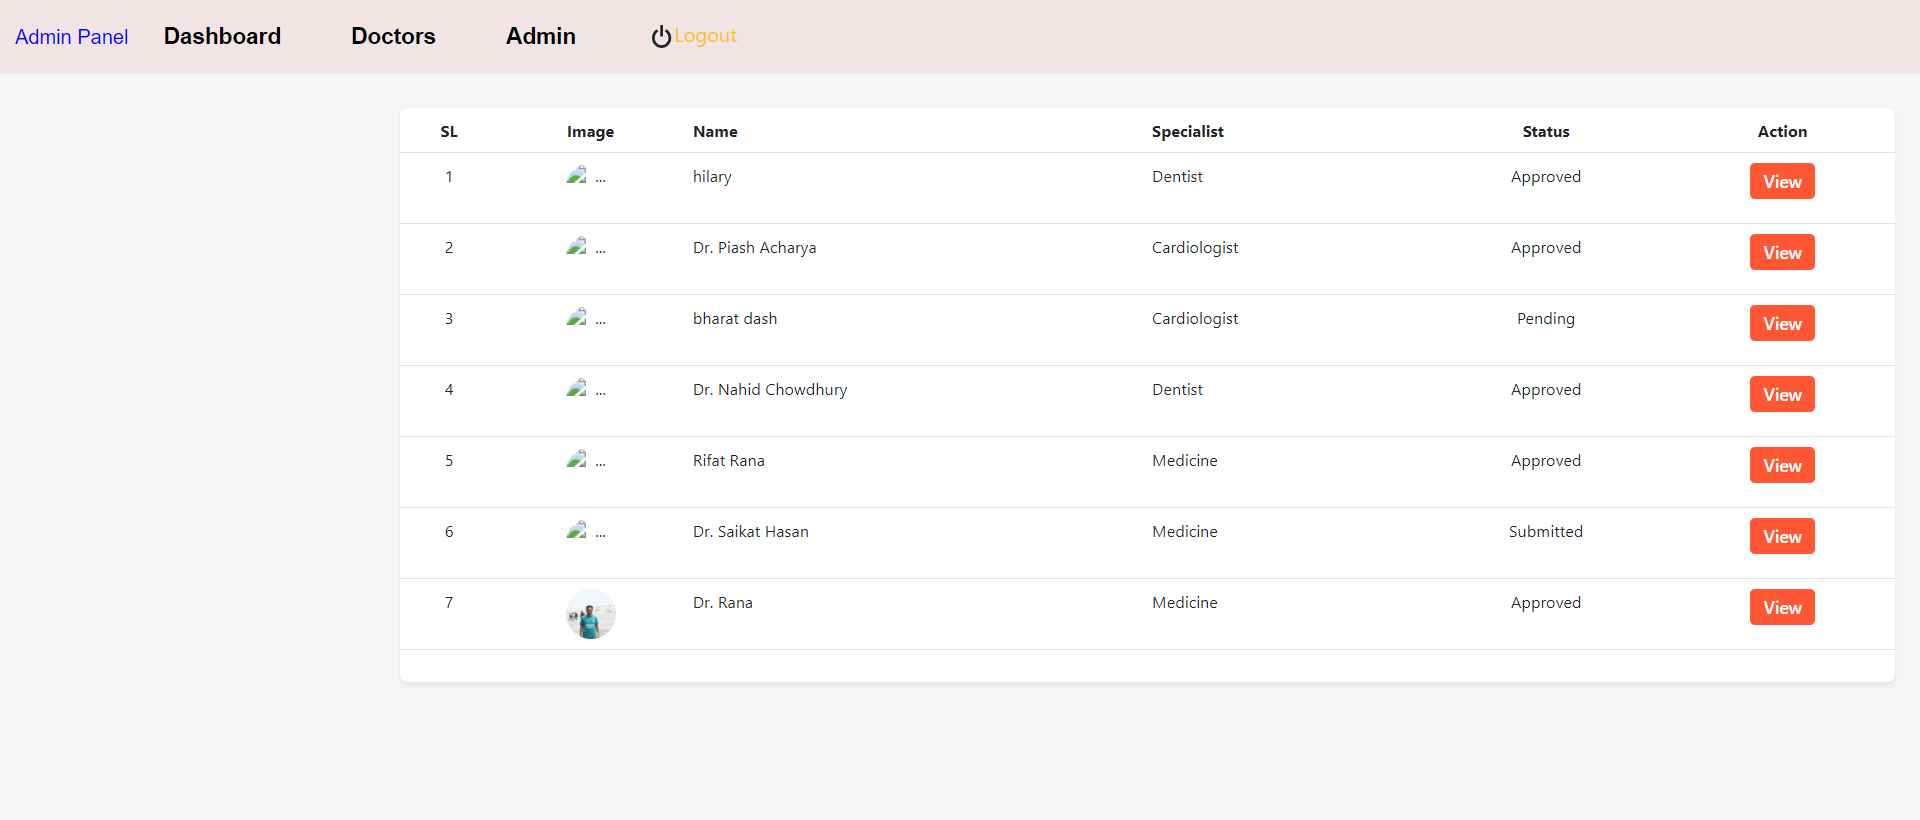 Admin Panel Dashboard Doctors Admin Logout
SL Image Name Specialist Status Action
1 ... hilary Dentist Approved View
2 ... Dr. Piash Acharya Cardiologist Approved View
3 ... bharat dash Cardiologist Pending View
4 ... Dr. Nahid Chowdhury Dentist Approved View
5 ... Rifat Rana Medicine Approved View
6 ... Dr. Saikat Hasan Medicine Submitted View
7 Dr. Rana Medicine Approved View